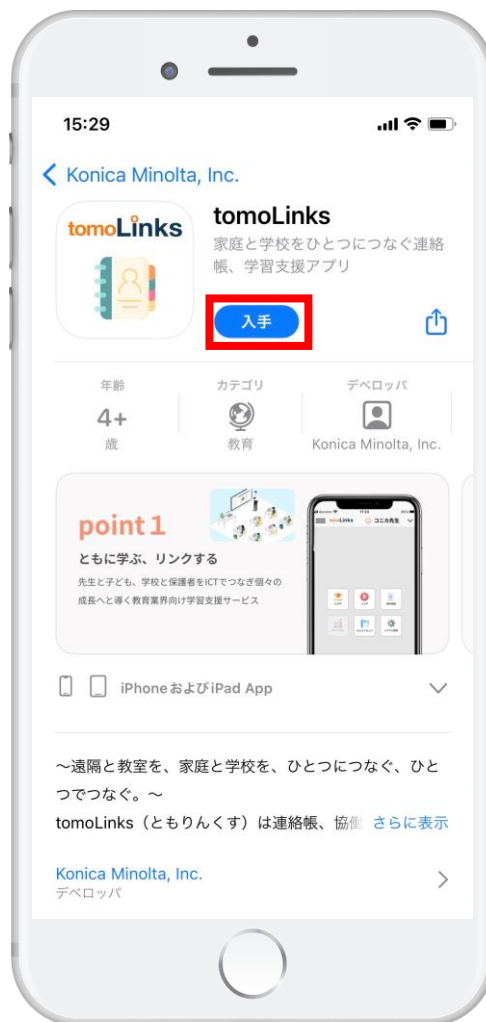 15:29
Konica Minolta, Inc.
tomoLinks
tomoLinks
家庭と学校をひとつにつなぐ連絡
帳、学習支援アプリ
入手
年齢
カテゴリ
デベロッパ
4+
歳
教育
Konica Minolta, Inc.
point 1
ともに学ぶ、リンクする
先生と子ども、学校と保護者をICTでつなぎ個々の
成長へと導く教育業界向け学習支援サービス
tomoLinks
コニカ先生
iPhoneおよびiPad App
～遠隔と教室を、家庭と学校を、ひとつにつなぐ、ひと
つでつなぐ。～
tomoLinks（ともりんくす）は連絡帳、協働 さらに表示
Konica Minolta, Inc.
デベロッパ